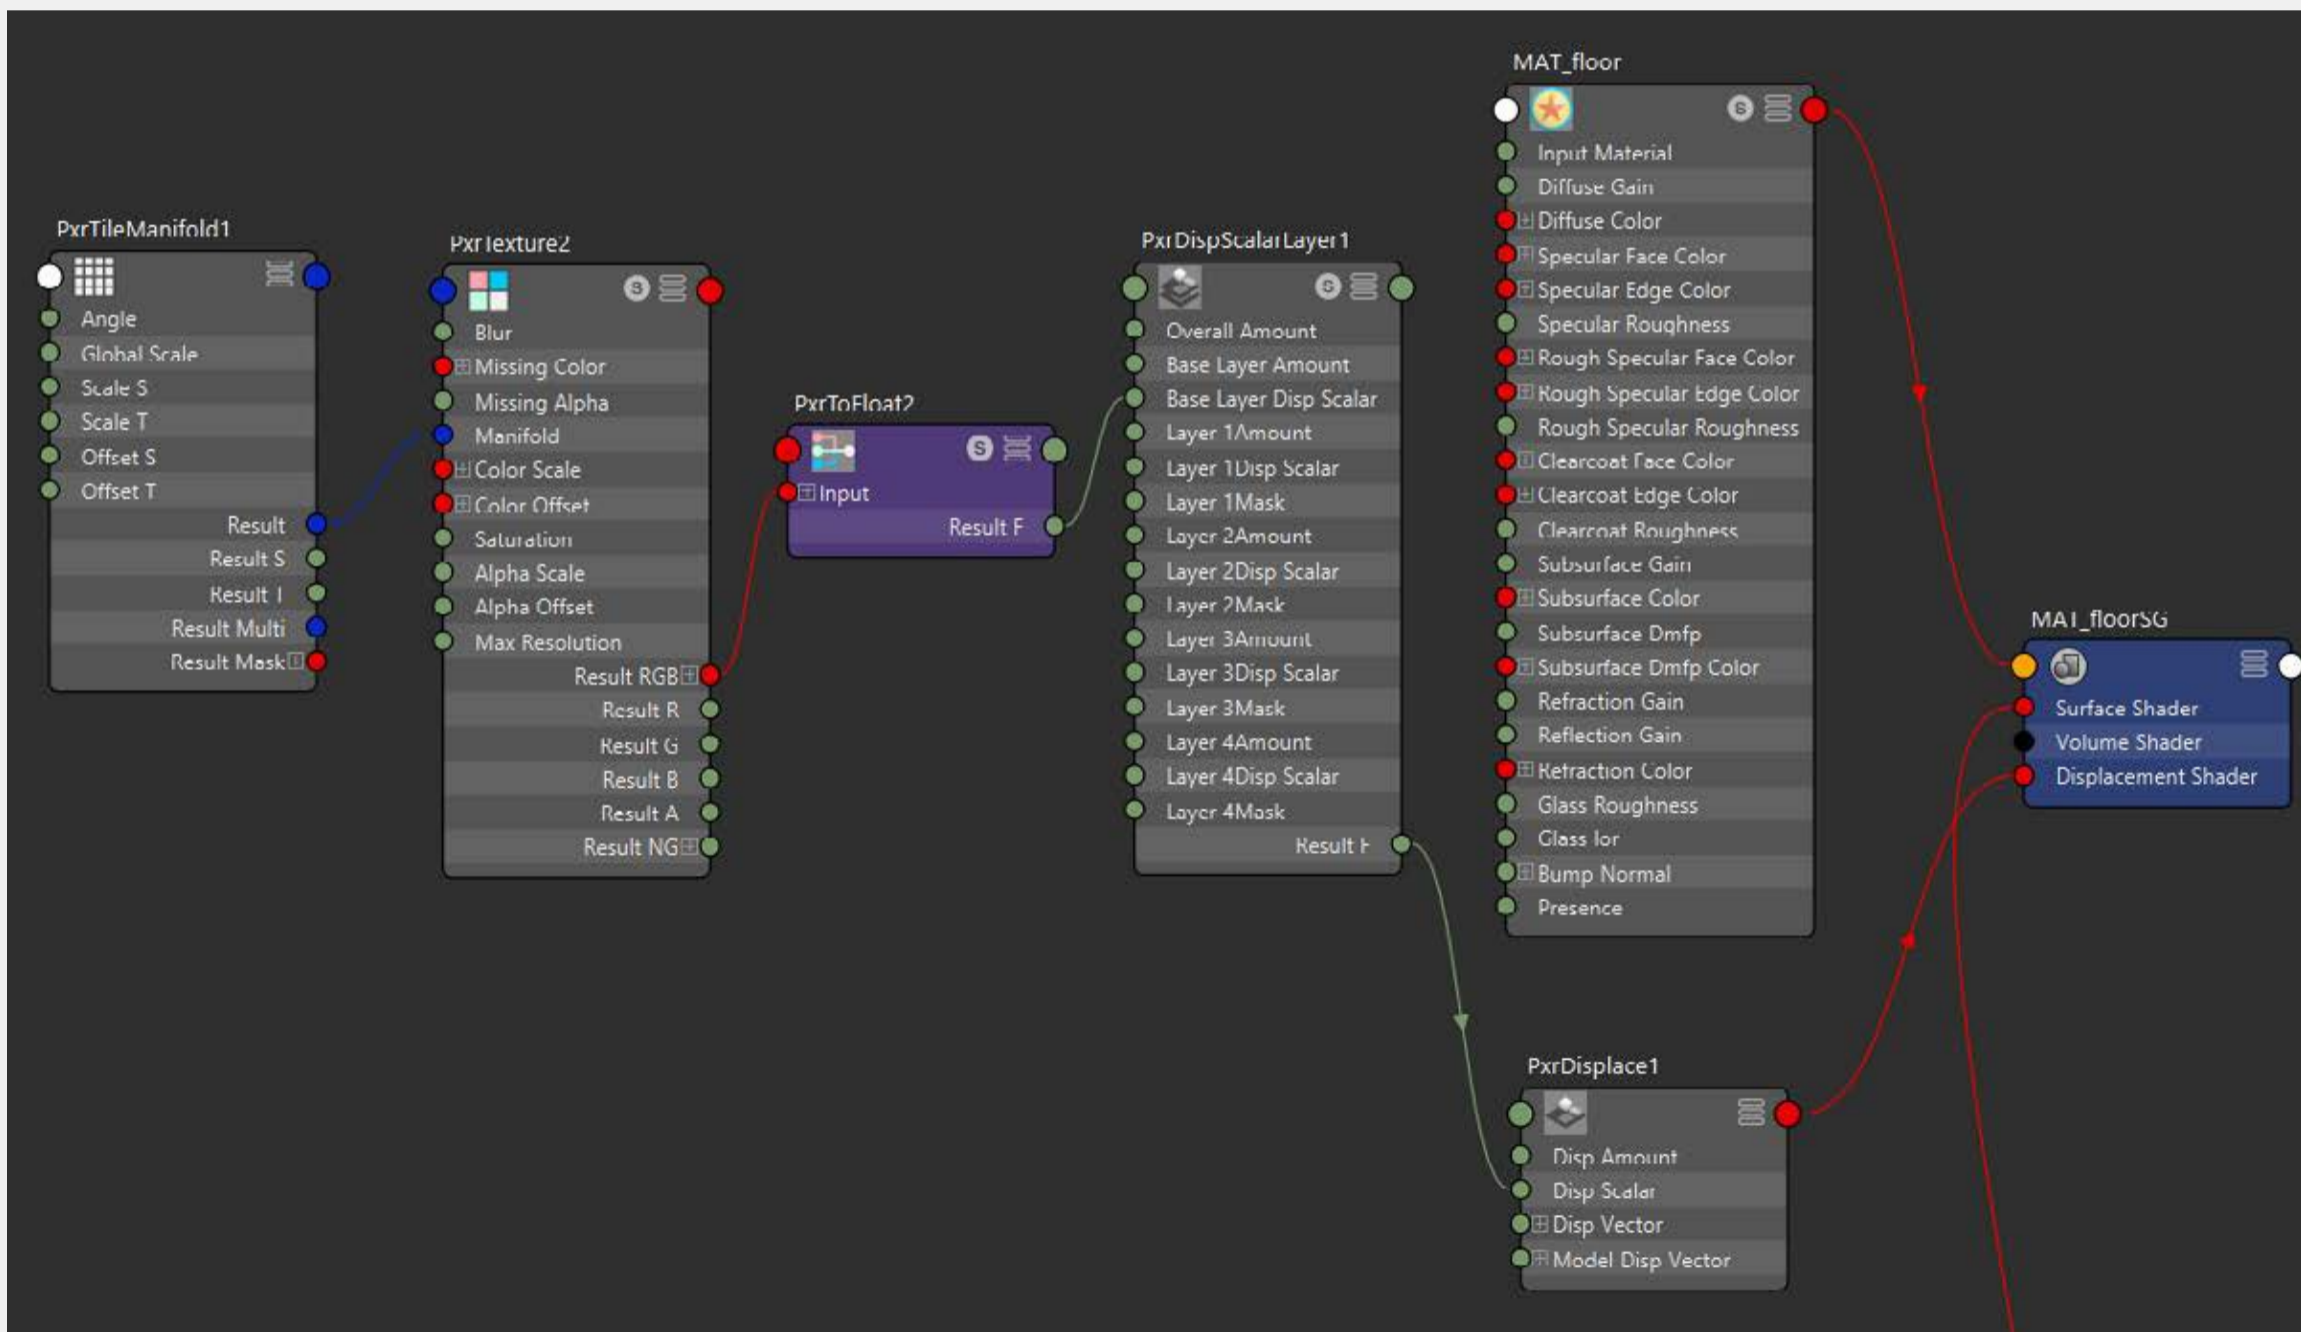 PxrTileManifold1
Angle
Global Scale
Scale S
Scale T
Offset S
Offset T
Result
Result S
Result T
Result Multi
Result Mask
PxrTexture2
S
Blur
Missing Color
Missing Alpha
Manifold
Color Scale
Color Offset
Saturation
Alpha Scale
Alpha Offset
Max Resolution
Result RGB
Result R
Result G
Result B
Result A
Result NG
PxrToFloat2
S
Input
Result F
PxrDispScalarLayer1
S
Overall Amount
Base Layer Amount
Base Layer Disp Scalar
Layer 1Amount
Layer 1Disp Scalar
Layer 1Mask
Layer 2Amount
Layer 2Disp Scalar
Layer 2Mask
Layer 3Amount
Layer 3Disp Scalar
Layer 3Mask
Layer 4Amount
Layer 4Disp Scalar
Layer 4Mask
Result F
MAT_floor
S
Input Material
Diffuse Gain
Diffuse Color
Specular Face Color
Specular Edge Color
Specular Roughness
Rough Specular Face Color
Rough Specular Edge Color
Rough Specular Roughness
Clearcoat Face Color
Clearcoat Edge Color
Clearcoat Roughness
Subsurface Gain
Subsurface Color
Subsurface Dmfp
Subsurface Dmfp Color
Refraction Gain
Reflection Gain
Refraction Color
Glass Roughness
Glass Ior
Bump Normal
Presence
PxrDisplace1
Disp Amount
Disp Scalar
Disp Vector
Model Disp Vector
MAT_floorSG
Surface Shader
Volume Shader
Displacement Shader